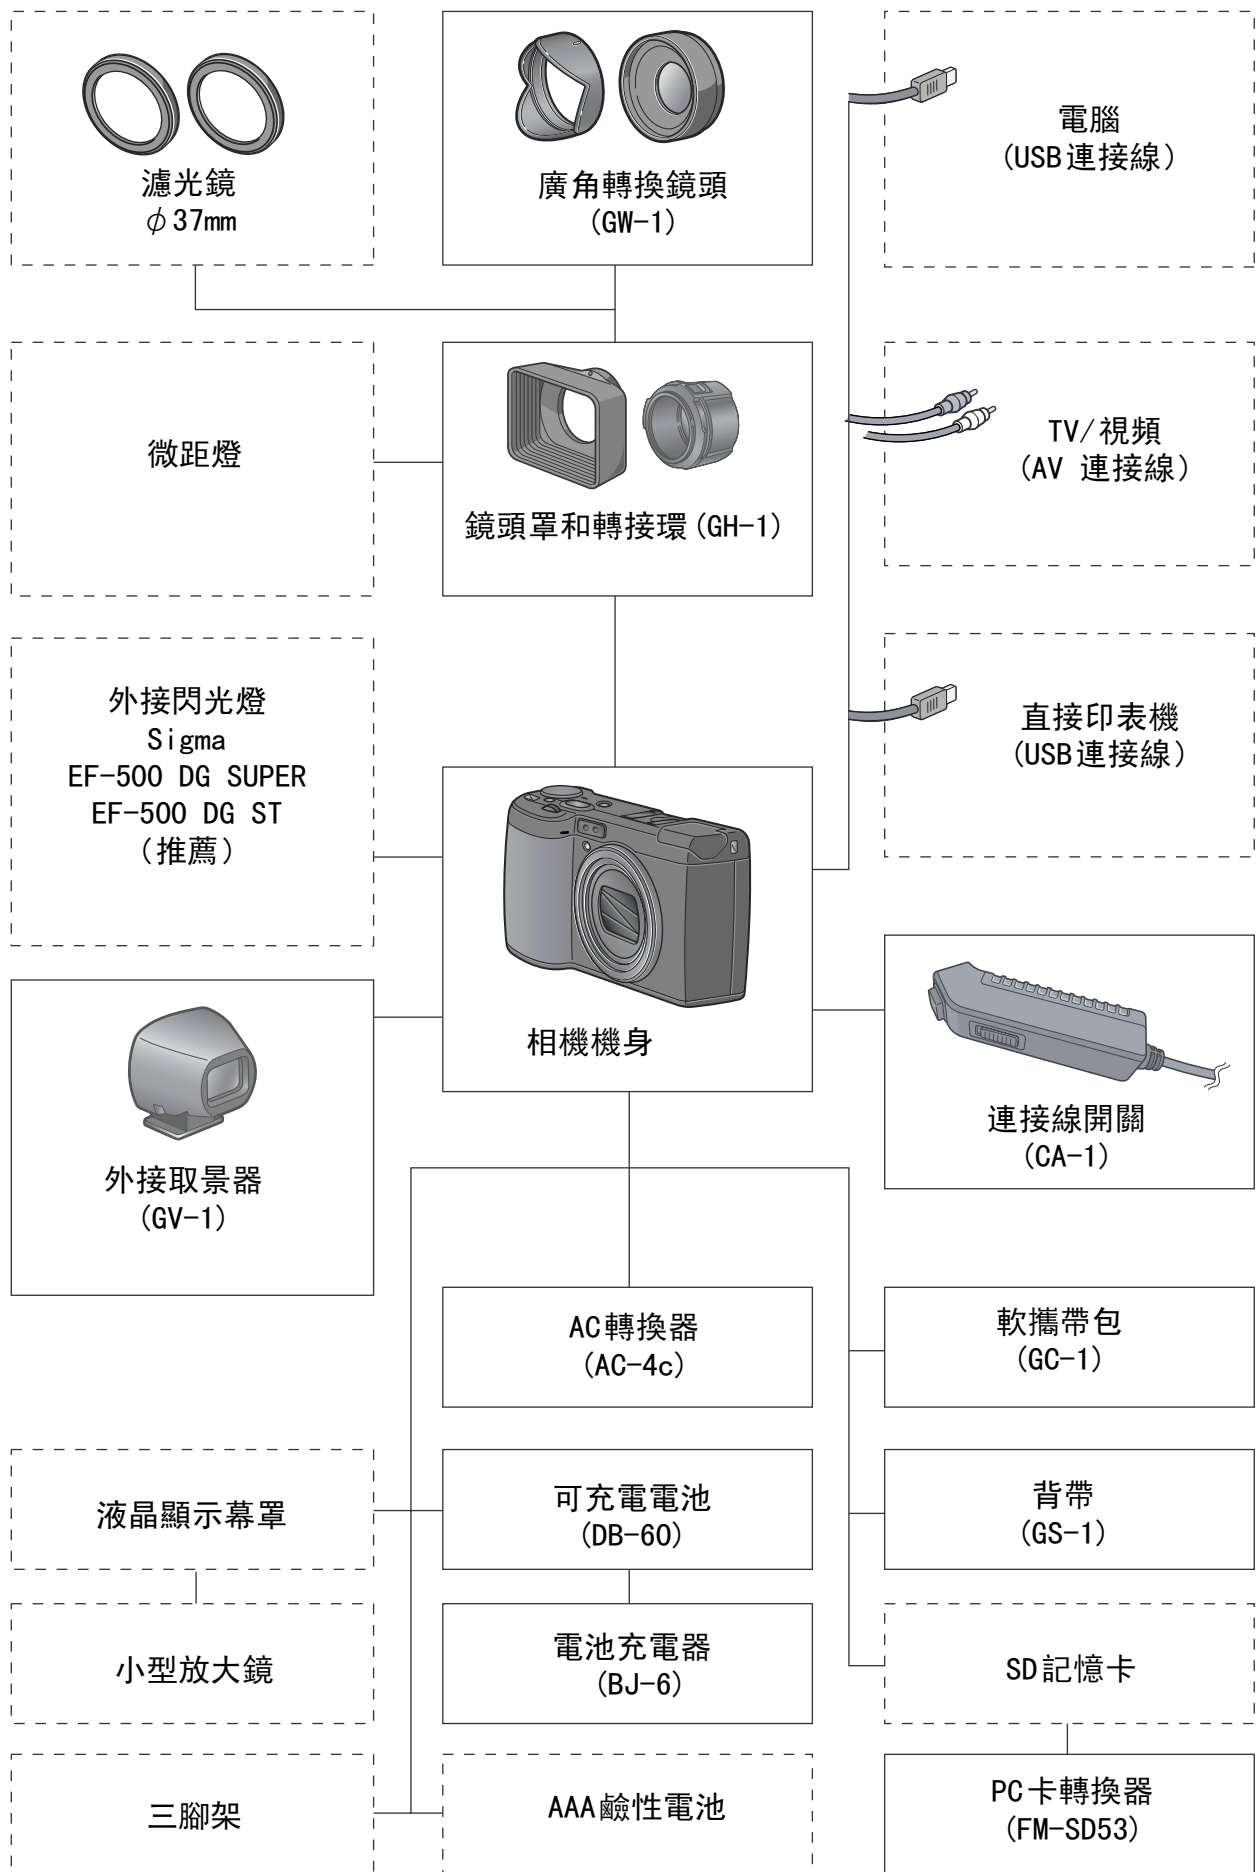 濾光鏡
φ37mm
廣角轉換鏡頭
(GW-1)
電腦
(USB連接線)
微距燈
鏡頭罩和轉接環(GH-1)
TV/視頻
(AV 連接線)
外接閃光燈
Sigma
EF-500 DG SUPER
EF-500 DG ST
(推薦)
直接印表機
(USB連接線)
相機機身
外接取景器
(GV-1)
連接線開關
(CA-1)
AC轉換器
(AC-4c)
軟攜帶包
(GC-1)
液晶顯示幕罩
可充電電池
(DB-60)
背帶
(GS-1)
小型放大鏡
電池充電器
(BJ-6)
SD記憶卡
三腳架
AAA鹼性電池
PC卡轉換器
(FM-SD53)